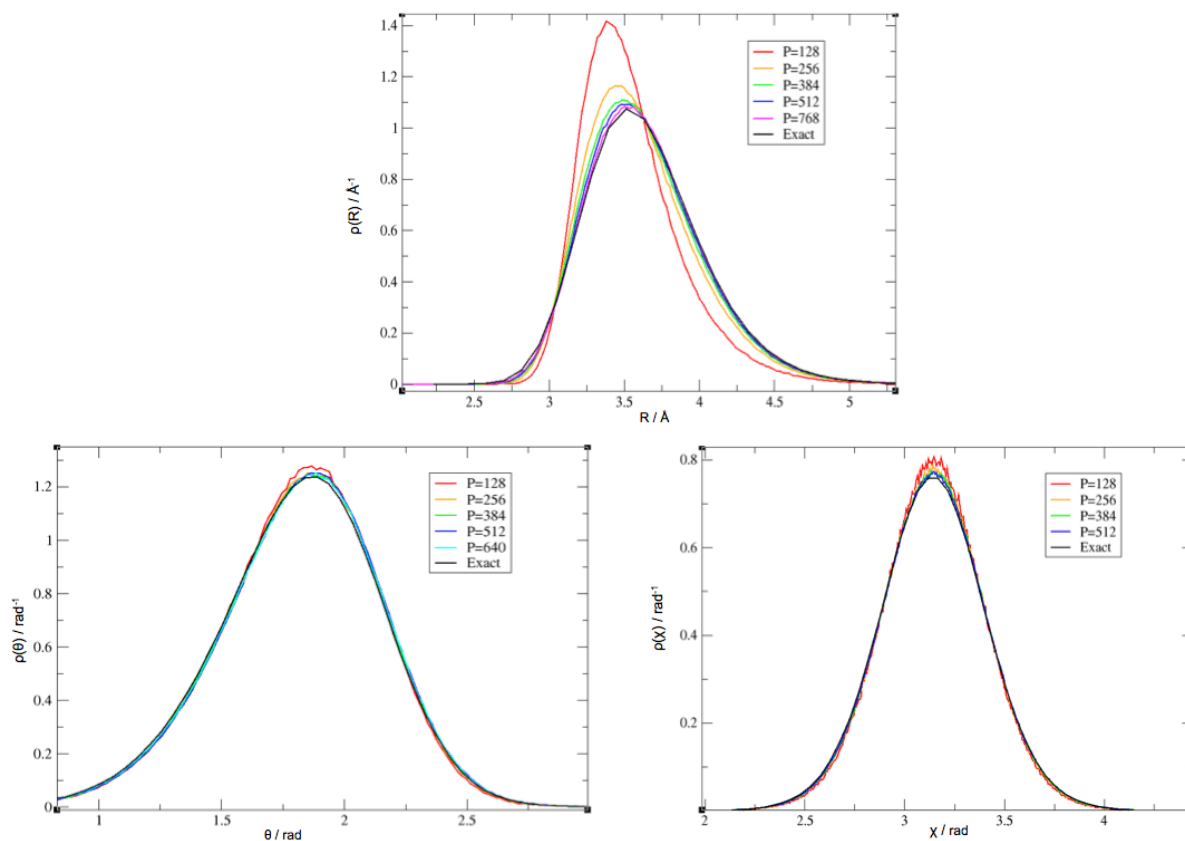 1.4
1.2
1
0.8
0.6
0.4
0.2
0
ρ(R) / Å-1
P=128
P=256
P=384
P=512
P=768
Exact
2.5 3 3.5 4 4.5 5
R / Å
1.2
1
0.8
0.6
0.4
0.2
0
ρ(θ) / rad-1
P=128
P=256
P=384
P=512
P=640
Exact
1 1.5 2 2.5
θ / rad
0.8
0.6
0.4
0.2
ρ(χ) / rad-1
P=128
P=256
P=384
P=512
Exact
2 2.5 3 3.5 4
χ / rad